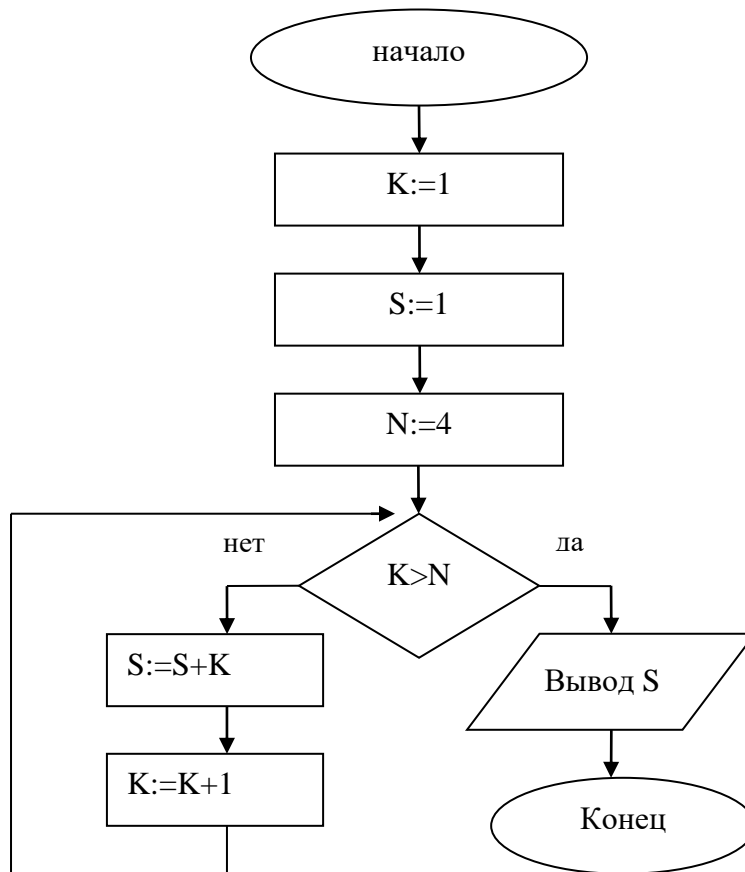 начало
K:=1
S:=1
N:=4
нет
да
K>N
S:=S+K
Вывод S
K:=K+1
Конец